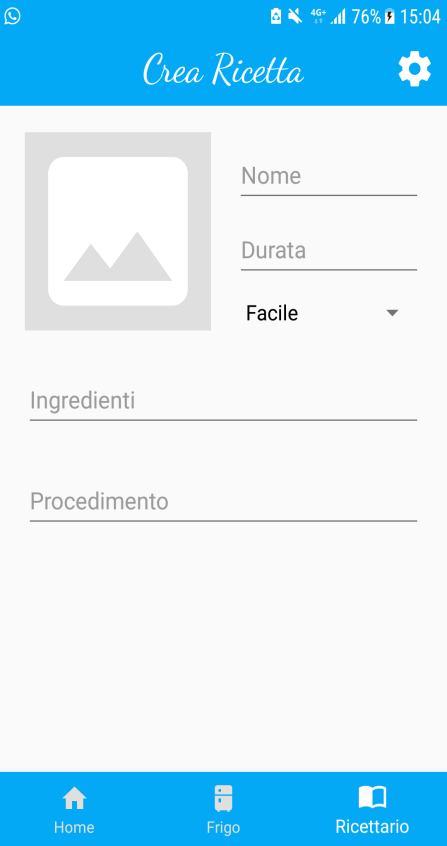 4G+ 76% 15:04
Crea Ricetta
Nome
Durata
Facile
Ingredienti
Procedimento
Home Frigo Ricettario